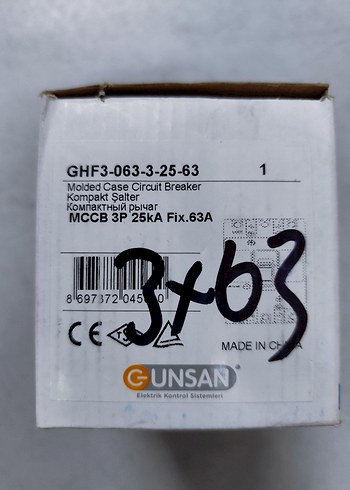 GHF3-063-3-25-63 1
Molded Case Circuit Breaker
Kompakt Şalter
Компактный рычаг
MCCB 3P 25kA Fix.63A
3x63
CE
MADE IN
GUNSAN
Elektrik Kontrol Sistemleri